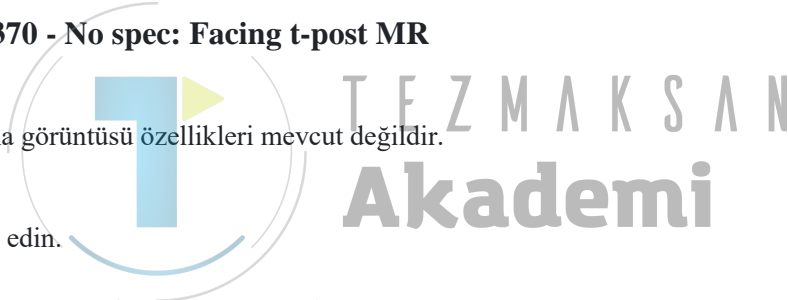 370 - No spec: Facing t-post MR
TEZMAKSAN
a görüntüsü özellikleri mevcut değildir.
Akademi
edin.